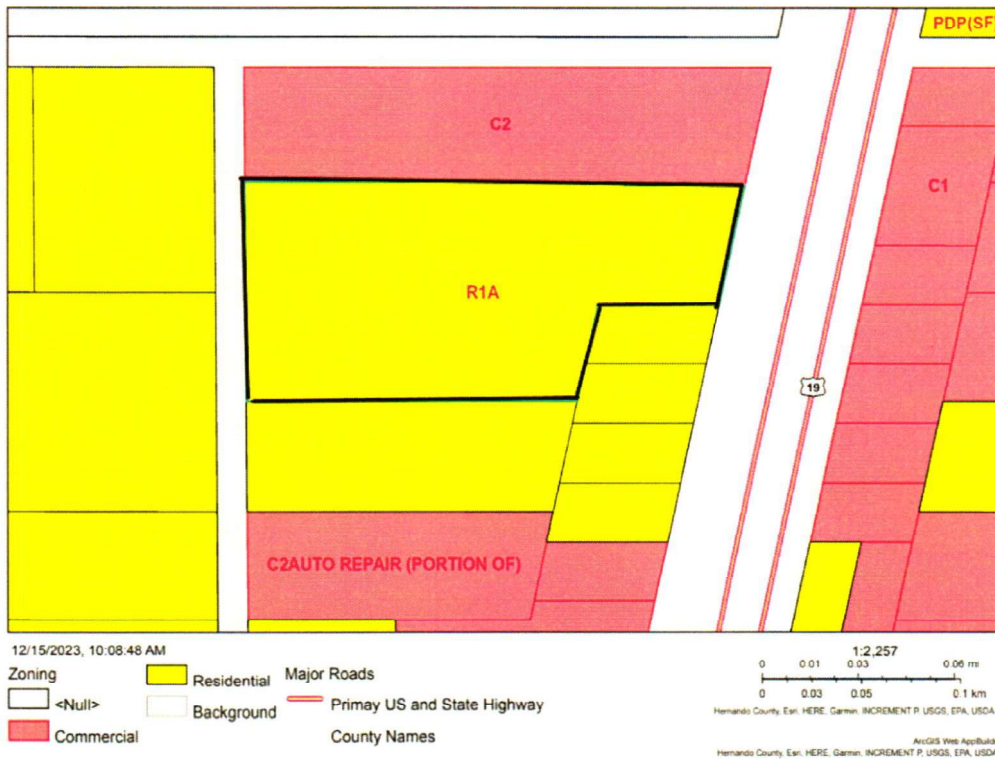 PDP(SF
C2
C1
R1A
19
C2AUTO REPAIR (PORTION OF)
12/15/2023, 10:08:48 AM
Zoning
<Null>
Commercial
Residential
Background
Major Roads
Primay US and State Highway
County Names
1:2,257
0 0.01 0.03 0.06 mi
0 0.03 0.05 0.1 km
Hernando County, Esri, HERE, Garmin, INCREMENT P, USGS, EPA, USDA
ArcGIS Web AppBuilde
Hernando County, Esri, HERE, Garmin, INCREMENT P, USGS, EPA, USDA